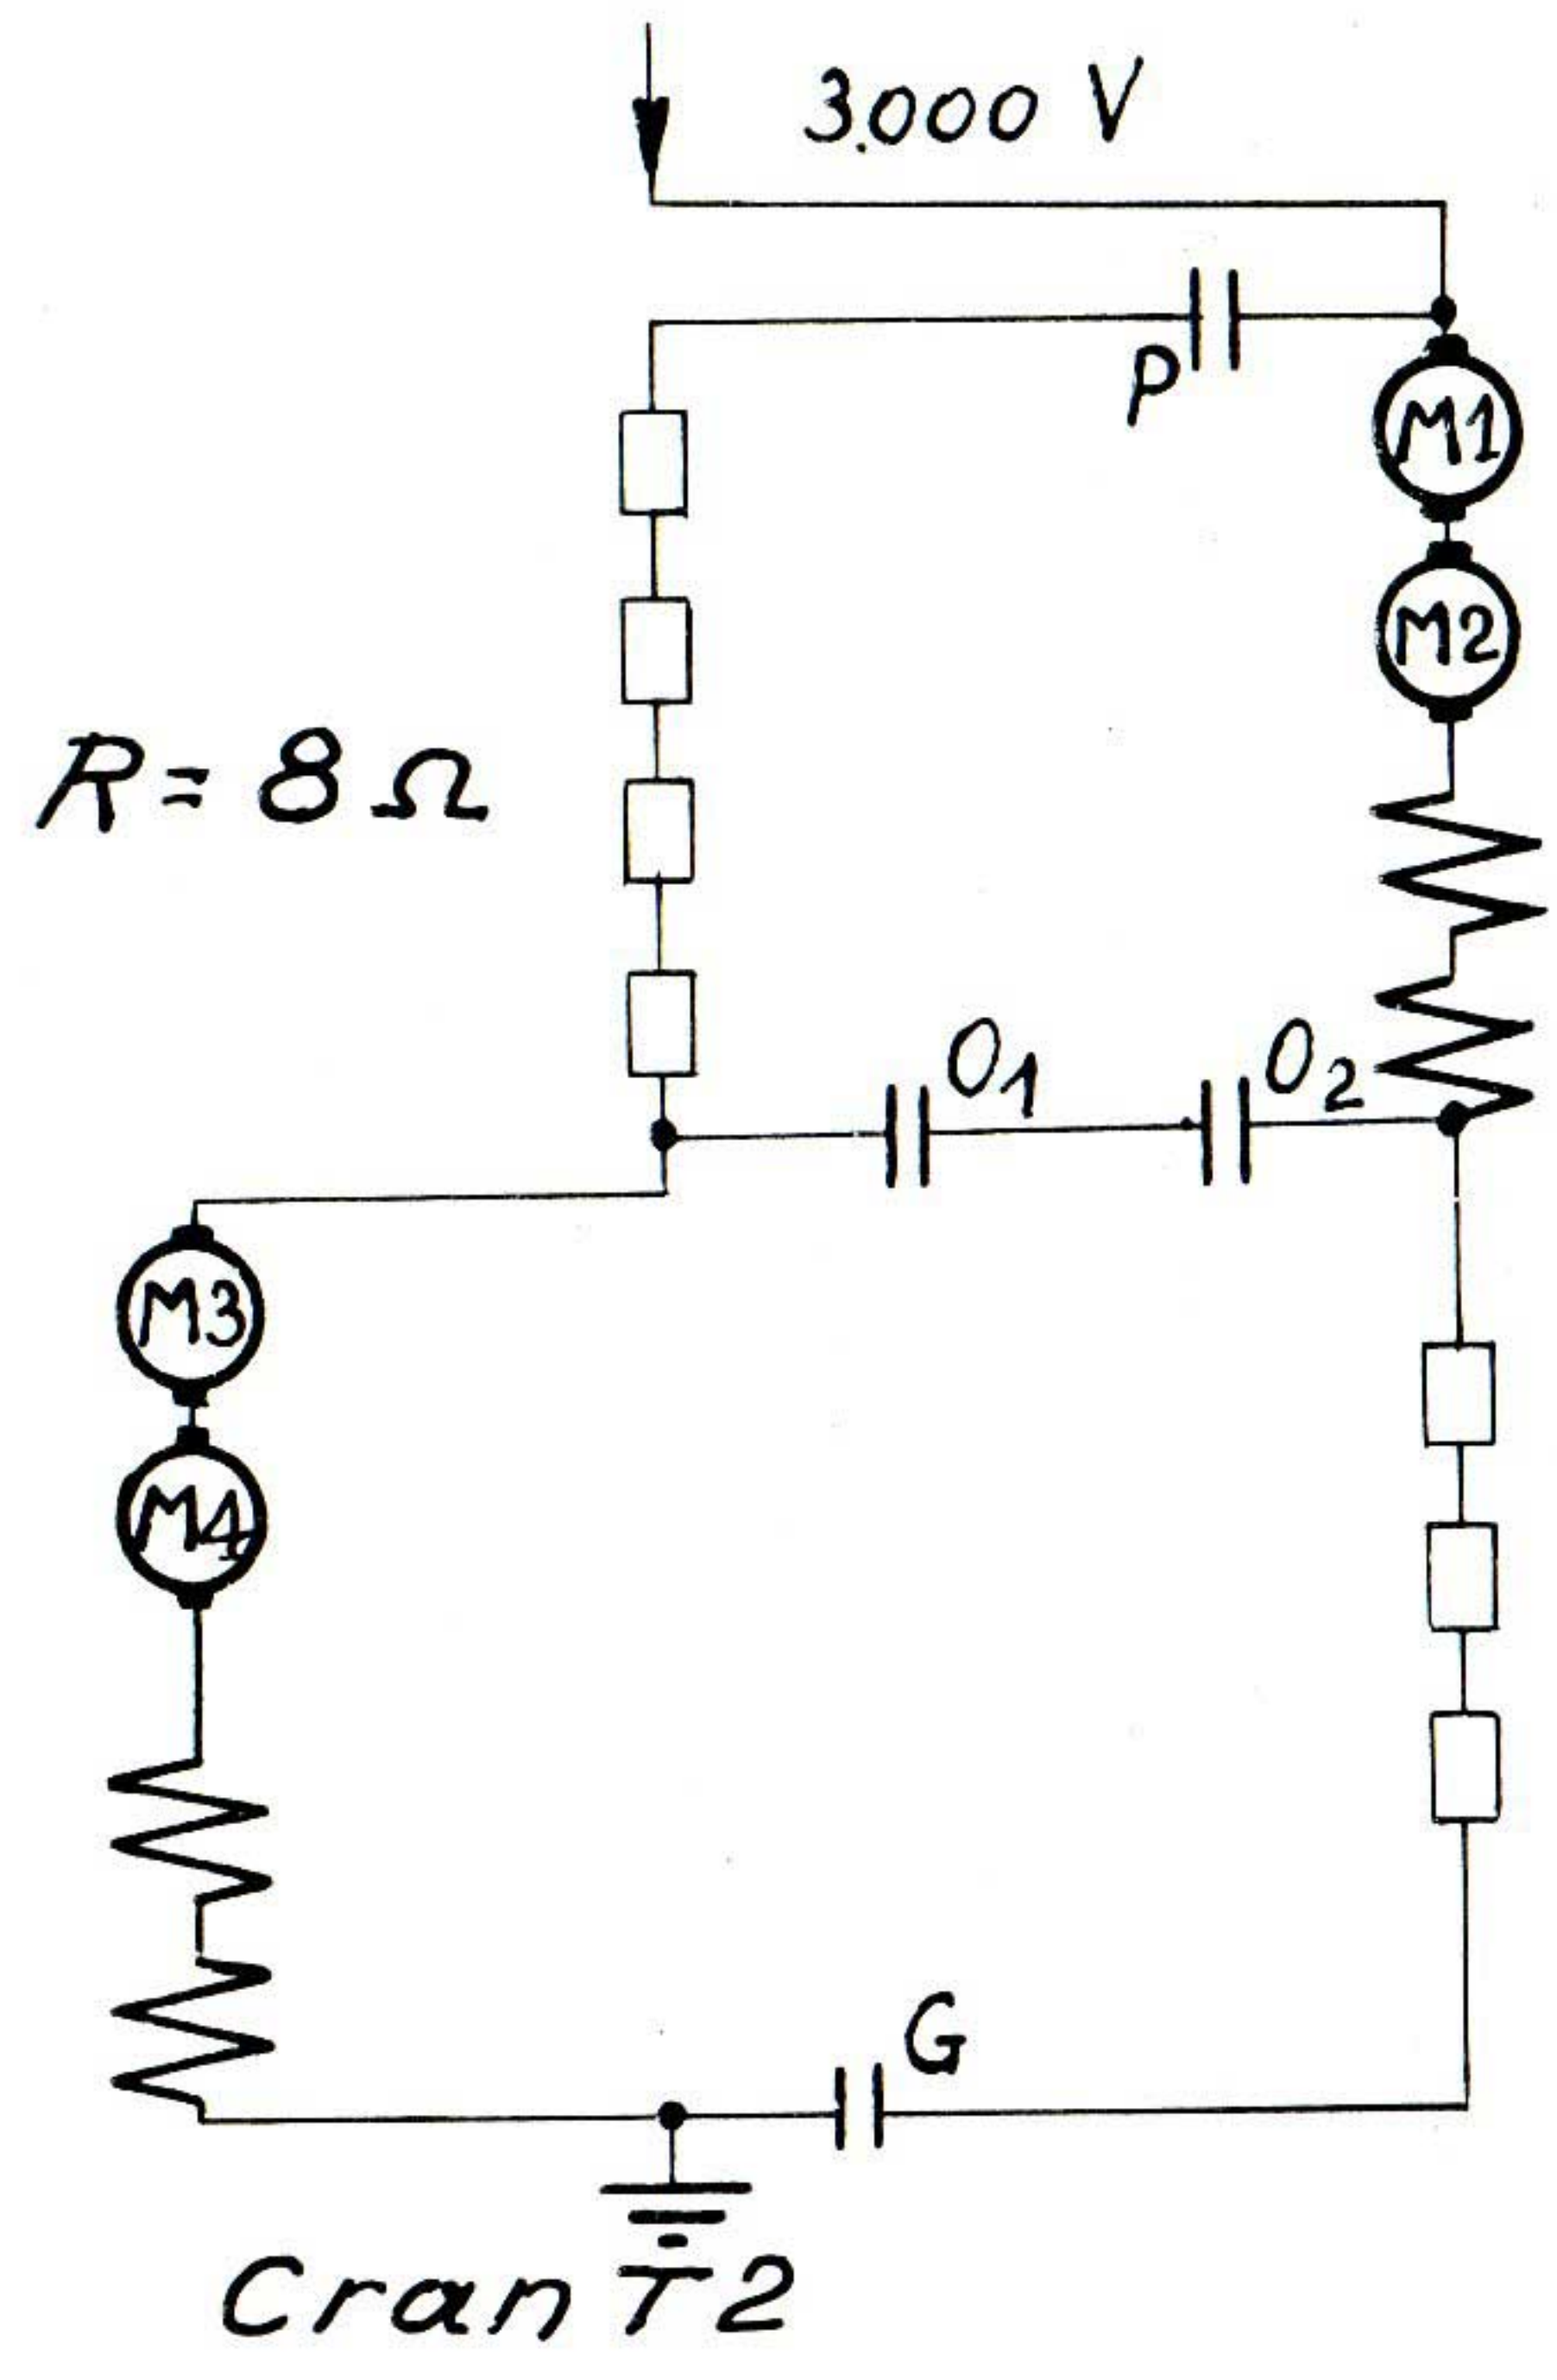 3.000 V
P
M1
M2
R = 8 Ω
O1
O2
M3
M4
G
Cran T2